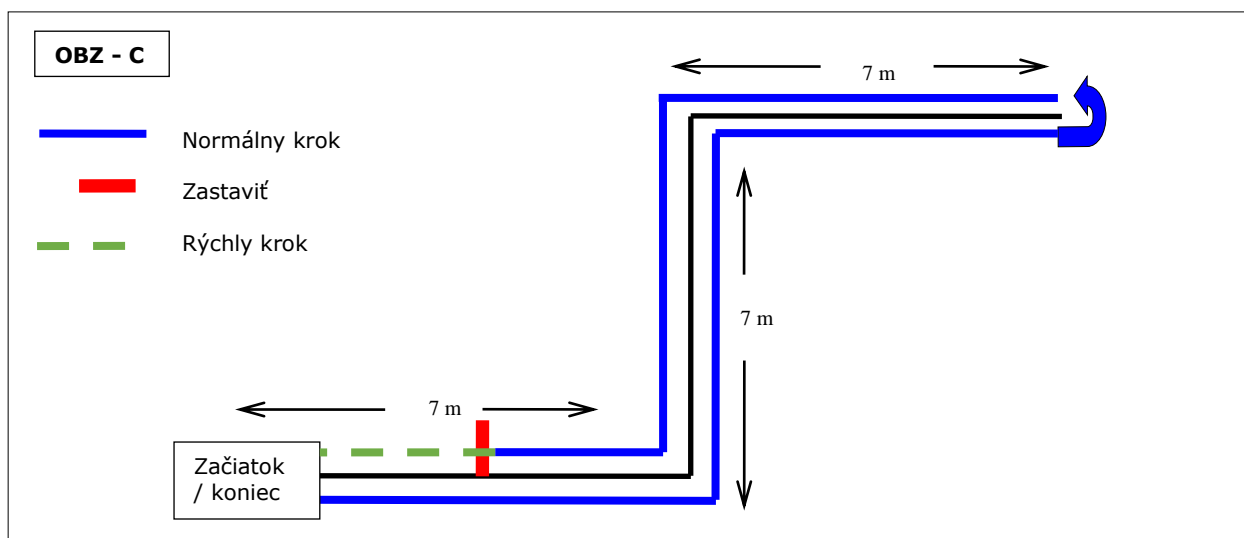 OBZ - C
7 m
Normálny krok
Zastaviť
Rýchly krok
7 m
7 m
Začiatok
/ koniec